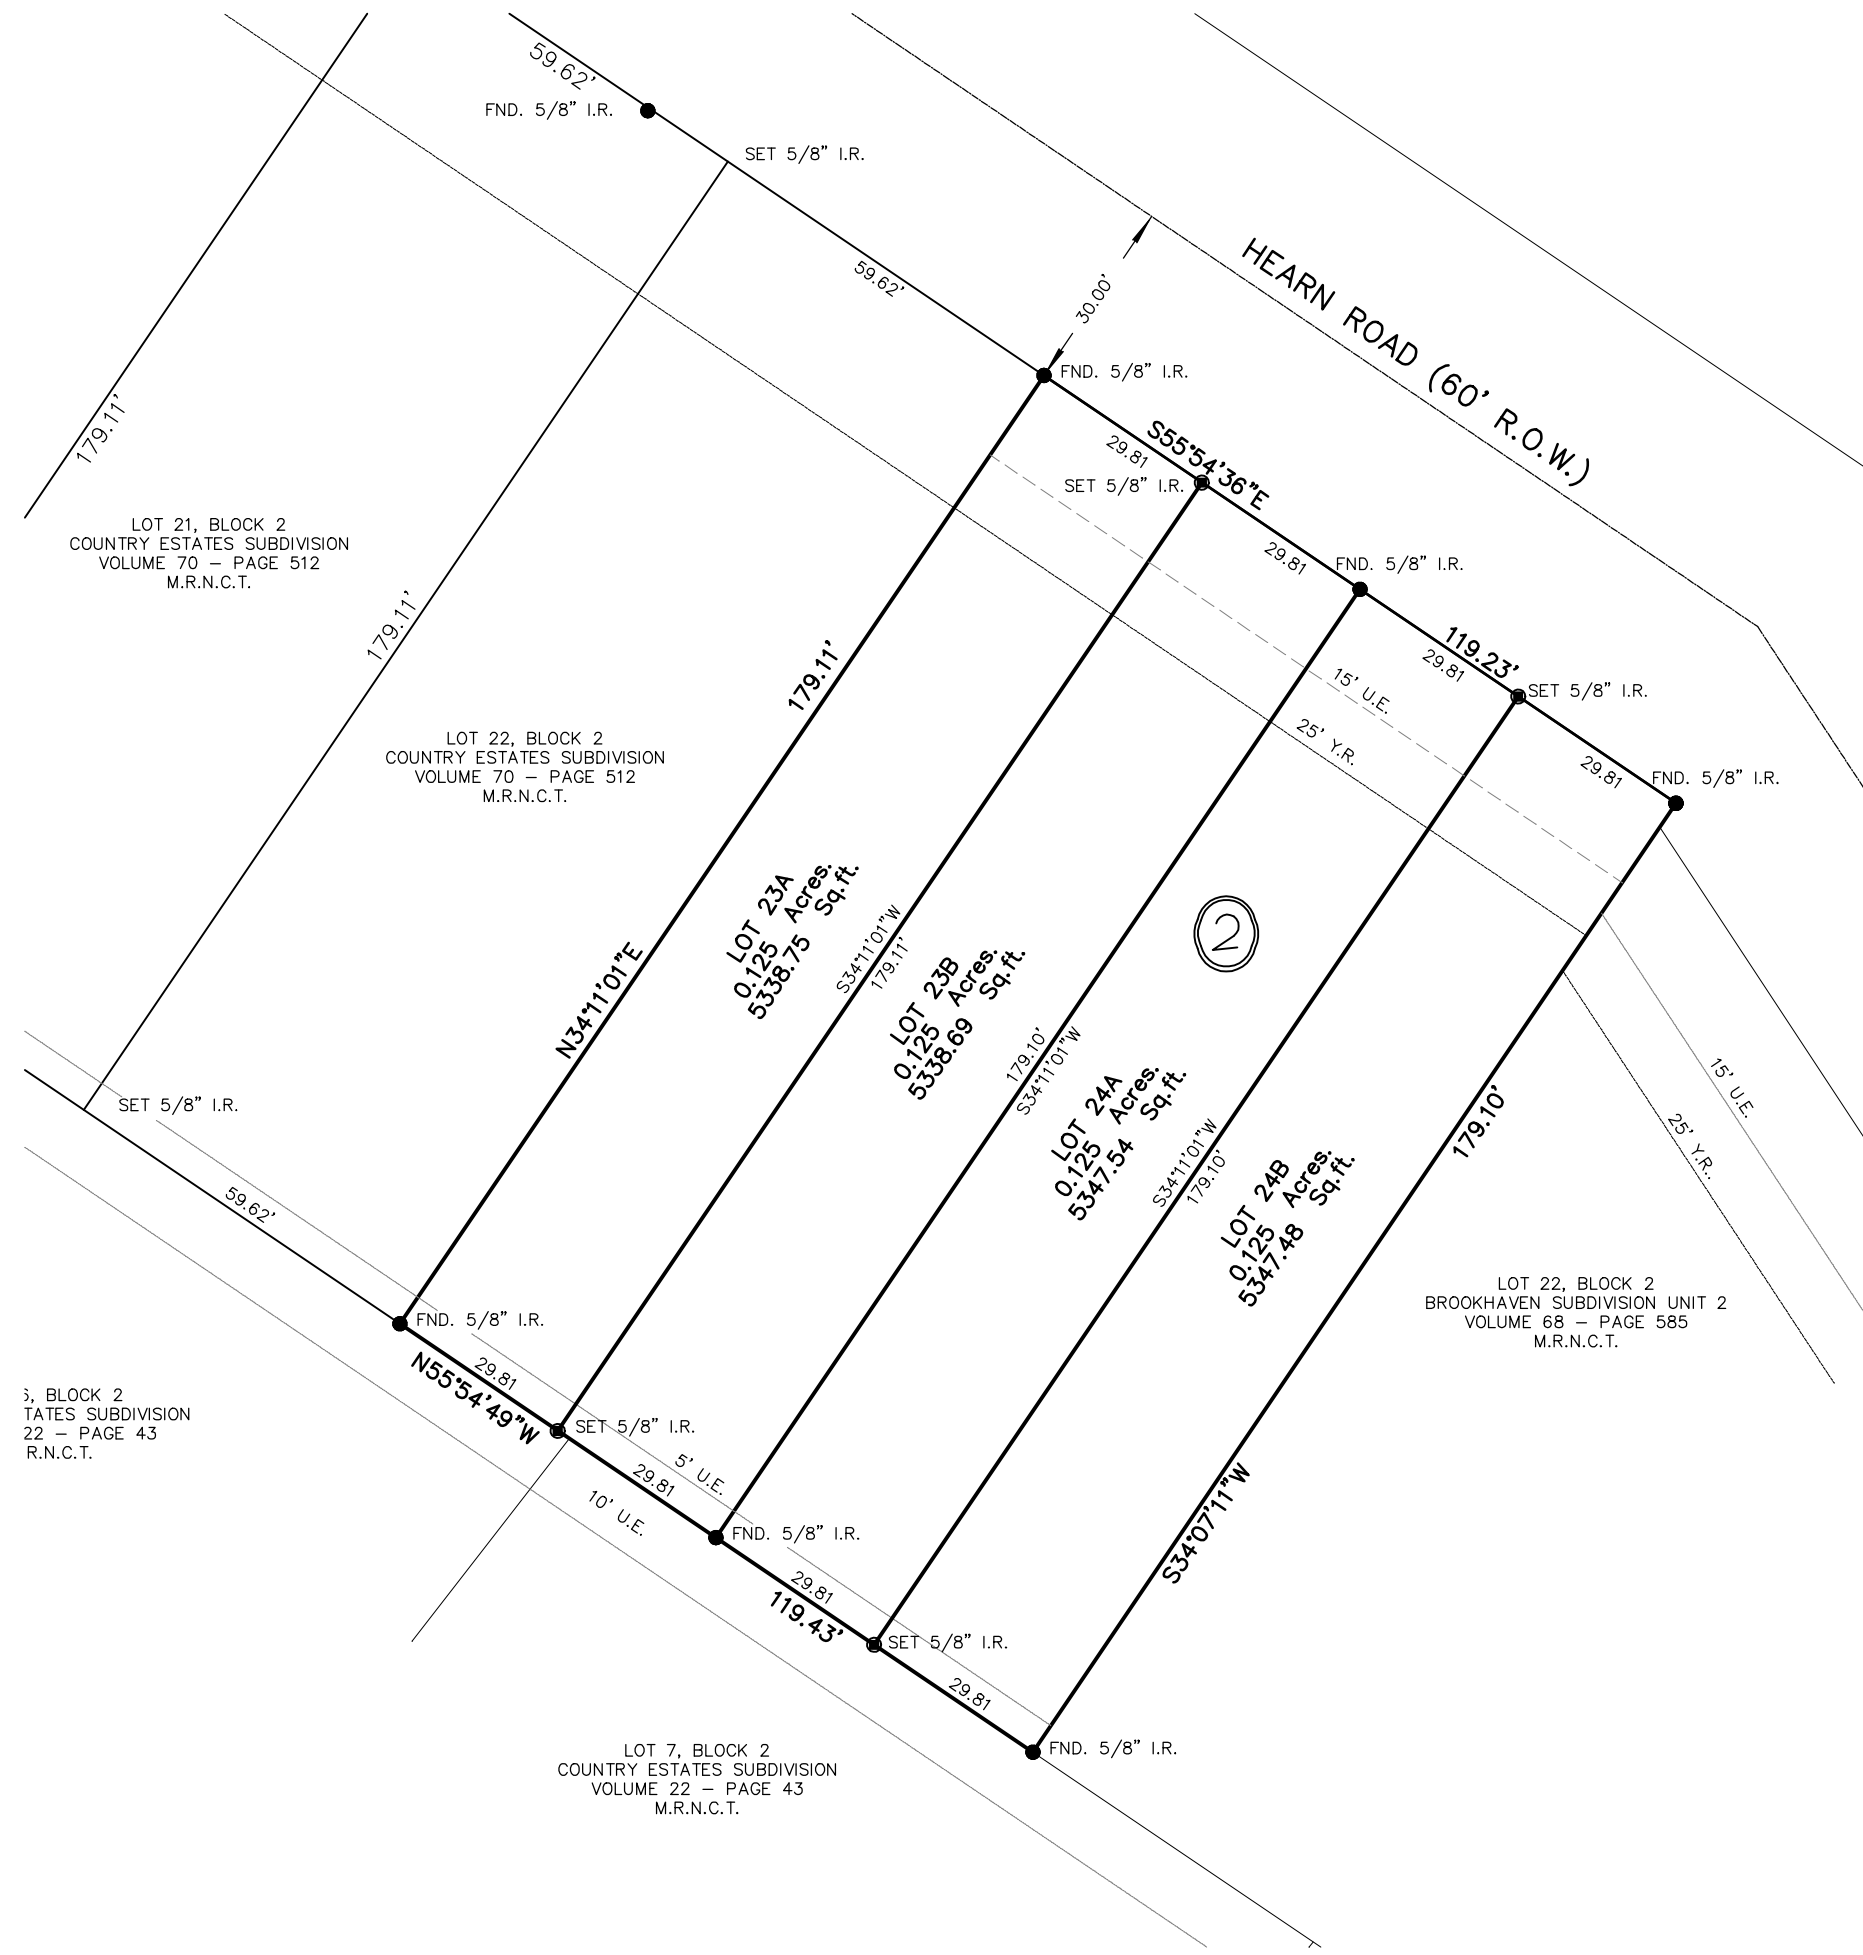 59.62'
FND. 5/8" I.R.
SET 5/8" I.R.
59.62'
30.00'
HEARN ROAD (60' R.O.W.)
FND. 5/8" I.R.
S55°54'36"E
29.81
SET 5/8" I.R.
29.81
FND. 5/8" I.R.
119.23'
29.81
SET 5/8" I.R.
29.81
FND. 5/8" I.R.
15' U.E.
25' Y.R.
179.11'
LOT 21, BLOCK 2
COUNTRY ESTATES SUBDIVISION
VOLUME 70 – PAGE 512
M.R.N.C.T.
179.11'
LOT 22, BLOCK 2
COUNTRY ESTATES SUBDIVISION
VOLUME 70 – PAGE 512
M.R.N.C.T.
179.11'
N34°11'01"E
LOT 23A
0.125 Acres.
5338.75 Sq.ft.
S34°11'01"W
179.11'
LOT 23B
0.125 Acres.
5338.69 Sq.ft.
179.10'
S34°11'01"W
2
LOT 24A
0.125 Acres.
5347.54 Sq.ft.
S34°11'01"W
179.10'
LOT 24B
0.125 Acres.
5347.48 Sq.ft.
179.10'
S34°07'11"W
15' U.E.
25' Y.R.
LOT 22, BLOCK 2
BROOKHAVEN SUBDIVISION UNIT 2
VOLUME 68 – PAGE 585
M.R.N.C.T.
SET 5/8" I.R.
59.62'
FND. 5/8" I.R.
29.81
N55°54'49"W
SET 5/8" I.R.
5' U.E.
29.81
10' U.E.
FND. 5/8" I.R.
29.81
119.43'
SET 5/8" I.R.
29.81
FND. 5/8" I.R.
, BLOCK 2
TATES SUBDIVISION
22 – PAGE 43
R.N.C.T.
LOT 7, BLOCK 2
COUNTRY ESTATES SUBDIVISION
VOLUME 22 – PAGE 43
M.R.N.C.T.